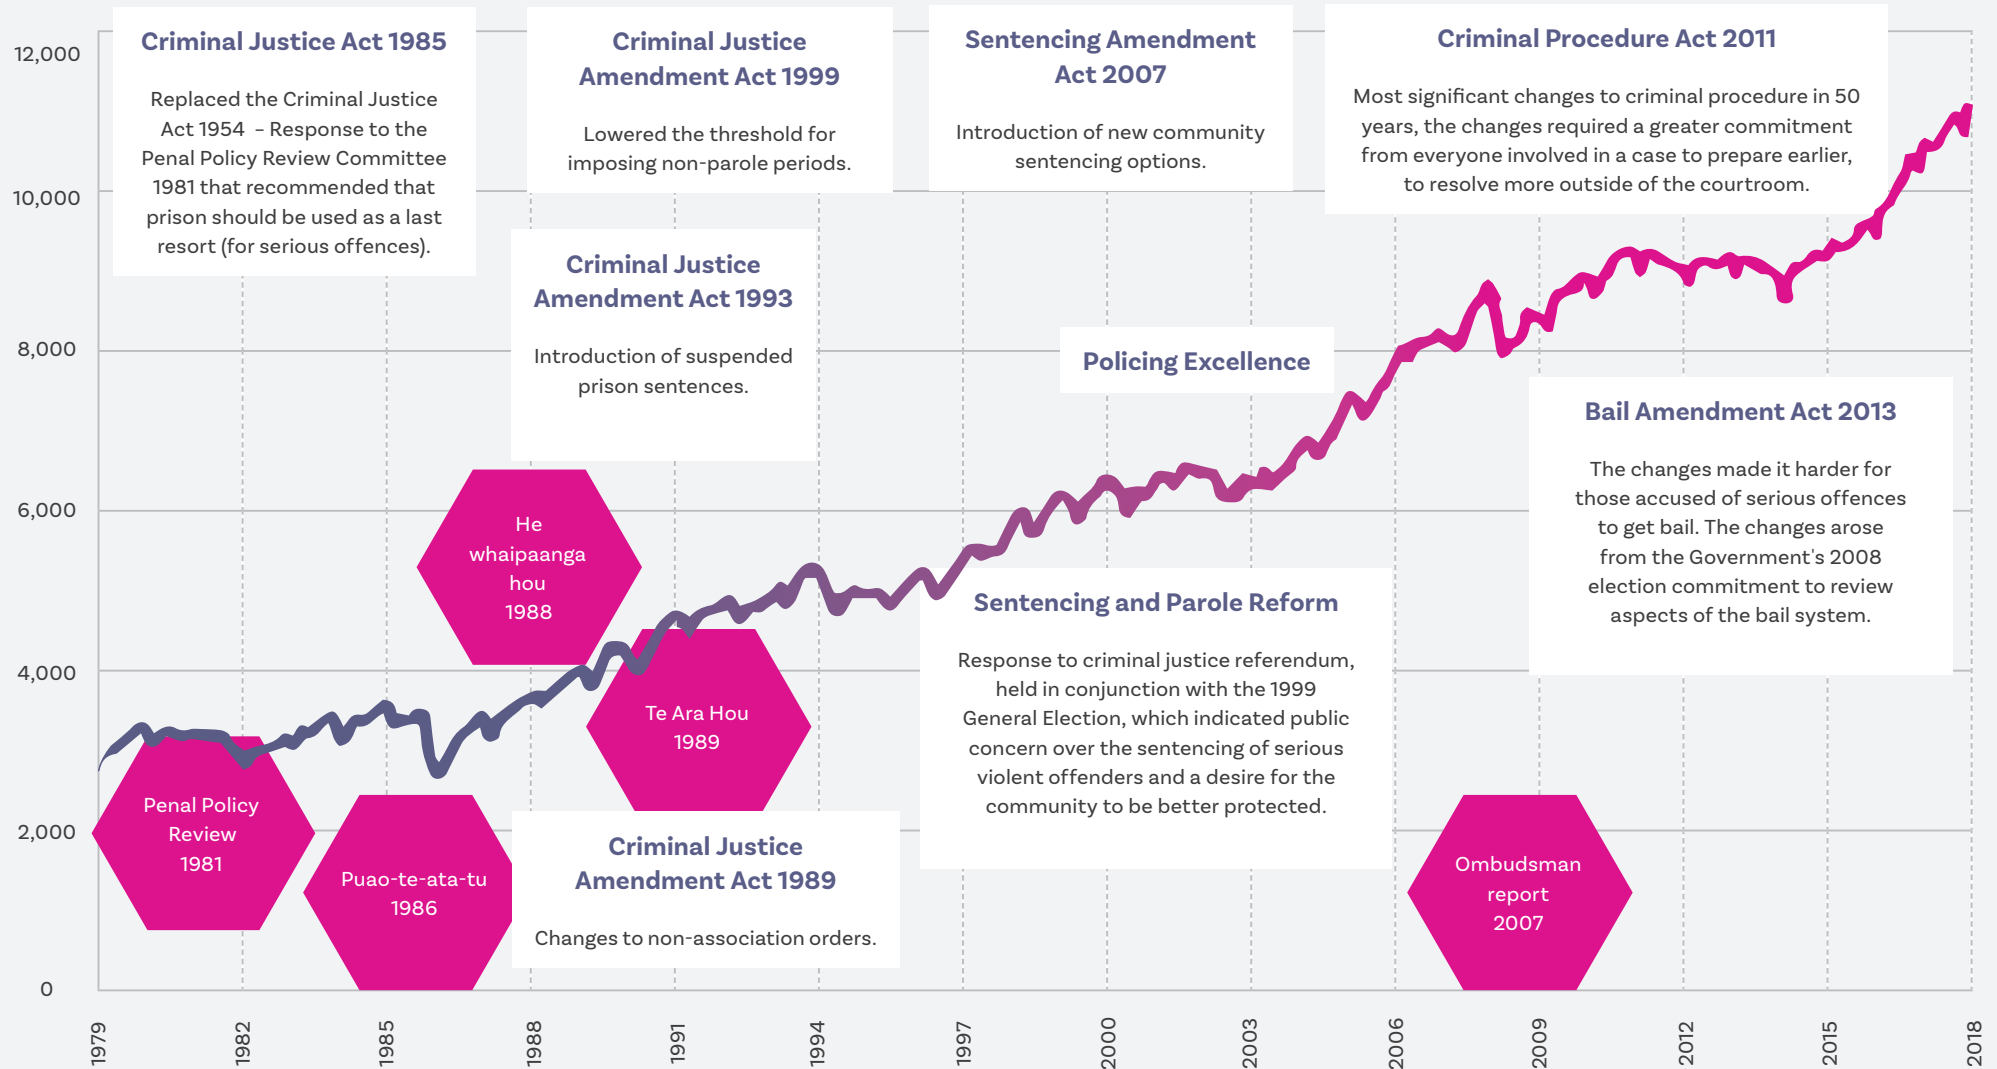 12,000
10,000
8,000
6,000
4,000
2,000
0
Criminal Justice Act 1985
Replaced the Criminal Justice
Act 1954 – Response to the
Penal Policy Review Committee
1981 that recommended that
prison should be used as a last
resort (for serious offences).
Criminal Justice
Amendment Act 1999
Lowered the threshold for
imposing non-parole periods.
Sentencing Amendment
Act 2007
Introduction of new community
sentencing options.
Criminal Procedure Act 2011
Most significant changes to criminal procedure in 50
years, the changes required a greater commitment
from everyone involved in a case to prepare earlier,
to resolve more outside of the courtroom.
Criminal Justice
Amendment Act 1993
Introduction of suspended
prison sentences.
Policing Excellence
Bail Amendment Act 2013
The changes made it harder for
those accused of serious offences
to get bail. The changes arose
from the Government's 2008
election commitment to review
aspects of the bail system.
He
whaipaanga
hou
1988
Te Ara Hou
1989
Sentencing and Parole Reform
Response to criminal justice referendum,
held in conjunction with the 1999
General Election, which indicated public
concern over the sentencing of serious
violent offenders and a desire for the
community to be better protected.
Penal Policy
Review
1981
Puao-te-ata-tu
1986
Criminal Justice
Amendment Act 1989
Changes to non-association orders.
Ombudsman
report
2007
1979
1982
1985
1988
1991
1994
1997
2000
2003
2006
2009
2012
2015
2018